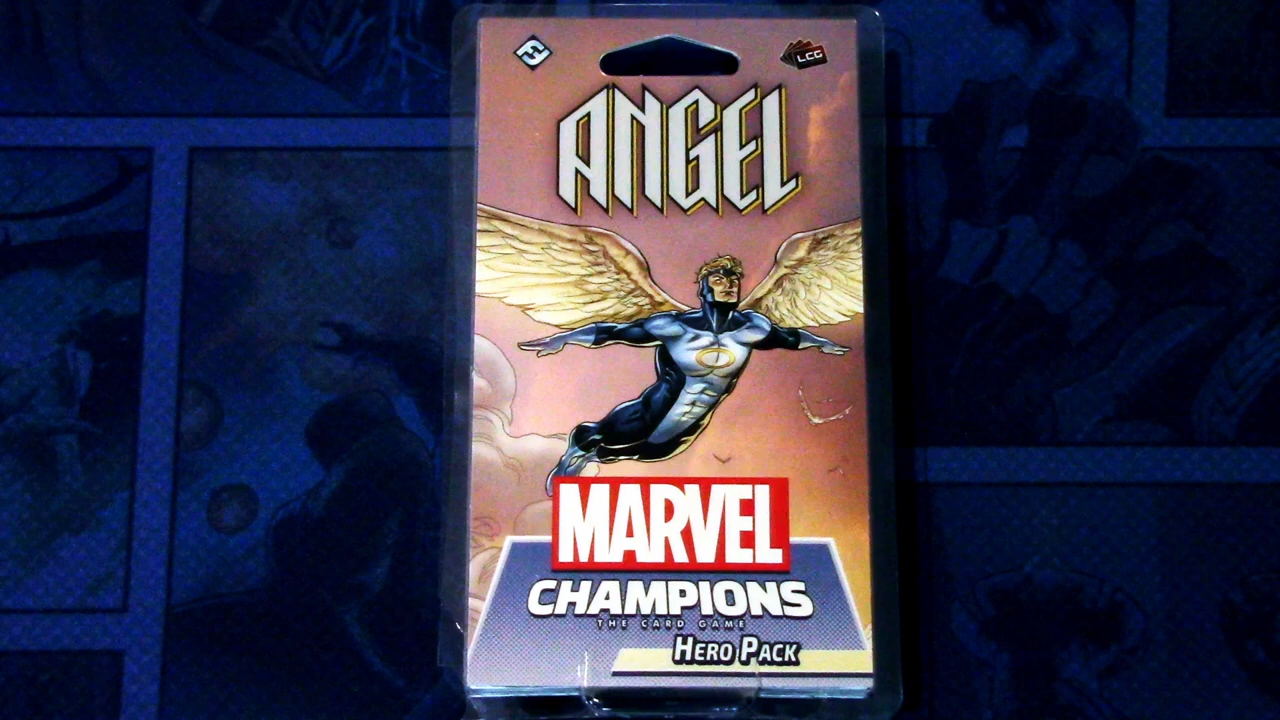 LCG
ANGEL
MARVEL
CHAMPIONS
THE CARD GAME
HERO PACK